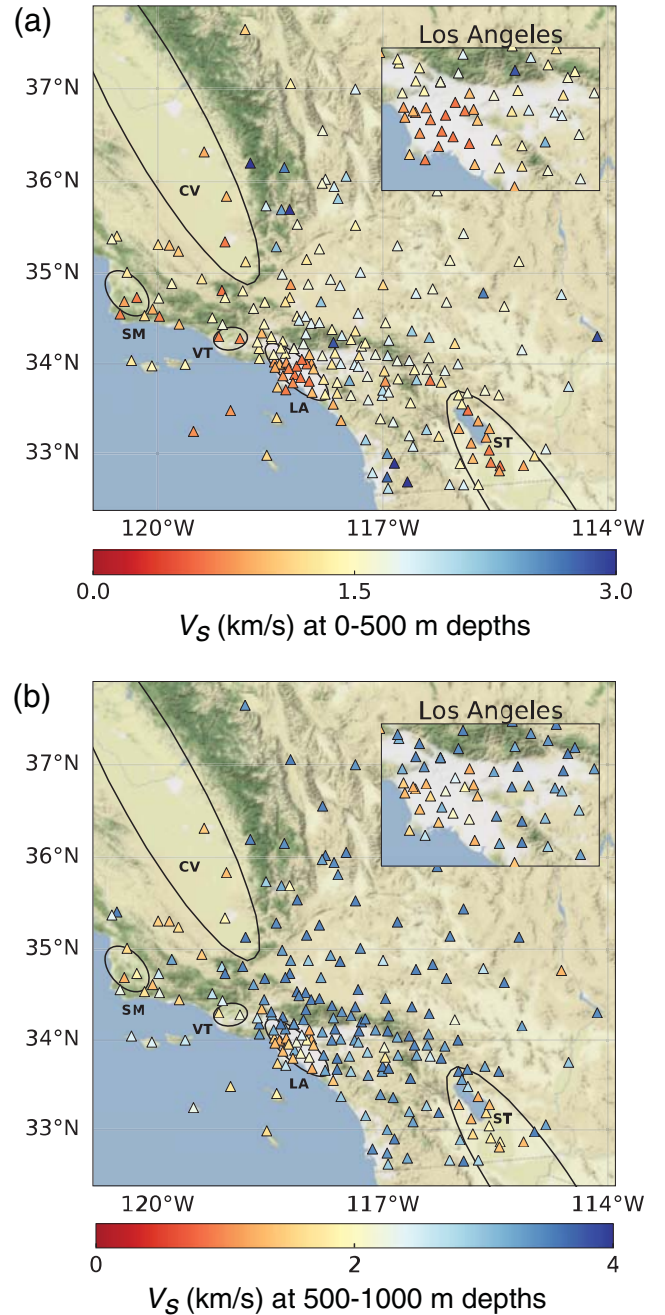 (a)
Los Angeles
37°N
36°N
35°N
34°N
33°N
CV
SM
VT
LA
ST
120°W
117°W
114°W
0.0
1.5
3.0
Vs (km/s) at 0-500 m depths
(b)
Los Angeles
37°N
36°N
35°N
34°N
33°N
CV
SM
VT
LA
ST
120°W
117°W
114°W
0
2
4
Vs (km/s) at 500-1000 m depths